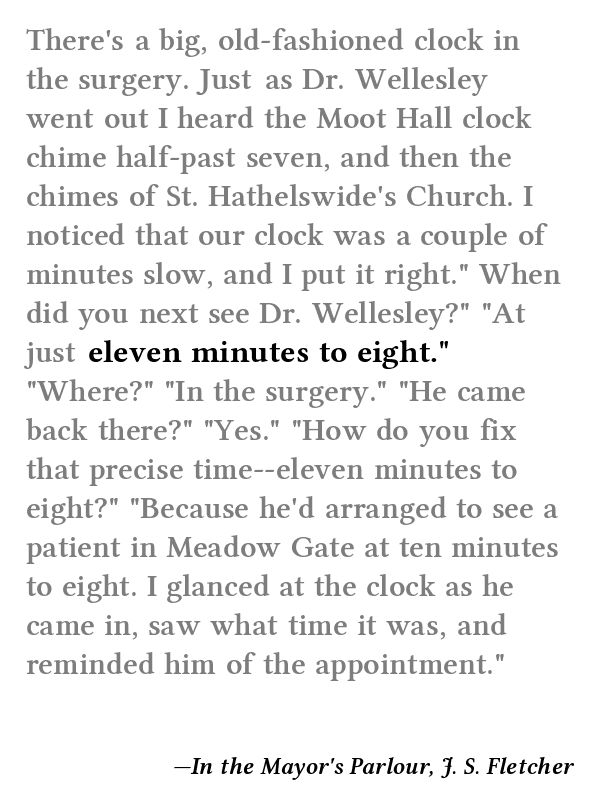 There's a big, old-fashioned clock in
the surgery. Just as Dr. Wellesley
went out I heard the Moot Hall clock
chime half-past seven, and then the
chimes of St. Hathelswide's Church. I
noticed that our clock was a couple of
minutes slow, and I put it right." When
did you next see Dr. Wellesley?" "At
just eleven minutes to eight."
"Where?" "In the surgery." "He came
back there?" "Yes." "How do you fix
that precise time--eleven minutes to
eight?" "Because he'd arranged to see a
patient in Meadow Gate at ten minutes
to eight. I glanced at the clock as he
came in, saw what time it was, and
reminded him of the appointment."
—In the Mayor's Parlour, J. S. Fletcher